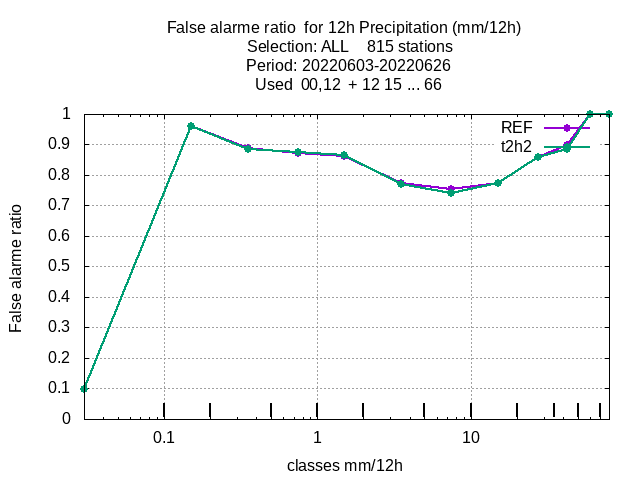 False alarme ratio  for 12h Precipitation (mm/12h)
Selection: ALL    815 stations
Period: 20220603-20220626
Used  00,12  + 12 15 ... 66
REF
t2h2
1
0.9
0.8
0.7
0.6
0.5
0.4
0.3
0.2
0.1
0
False alarme ratio
0.1 1 10
classes mm/12h